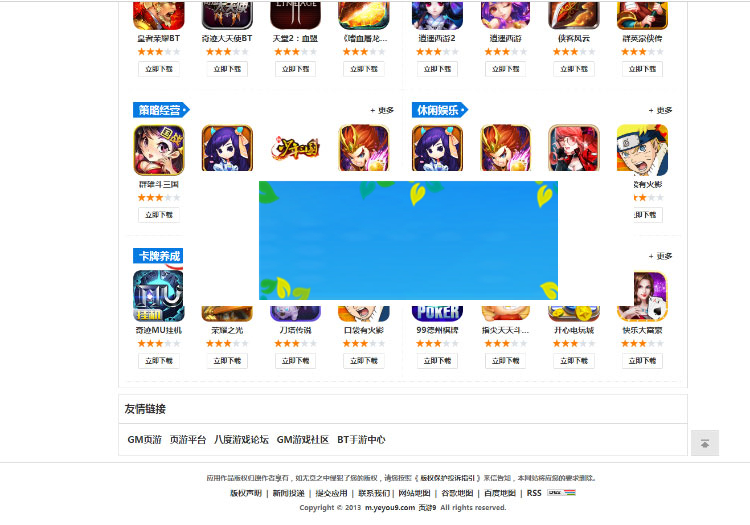 皇者荣耀BT 奇迹大天使BT 天堂2：血盟 《嗜血屠龙... 逍遥西游2 逍遥西游 侠客风云 群英豪侠传
立即下载 立即下载 立即下载 立即下载 立即下载 立即下载 立即下载 立即下载
策略经营 + 更多 休闲娱乐 + 更多
群雄斗三国 袋有火影
立即下载 即下载
卡牌养成 + 更多
POKER
奇迹MU挂机 荣耀之光 刀塔传说 口袋有火影 99德州棋牌 指尖天天斗... 开心电玩城 快乐大富豪
立即下载 立即下载 立即下载 立即下载 立即下载 立即下载 立即下载 立即下载
友情链接
GM页游 页游平台 八度游戏论坛 GM游戏社区 BT手游中心
应用作品版权归原作者享有，如无意之中侵犯了您的版权，请您按照《 版权保护投诉指引 》来信告知，本网站将应您的要求删除。
版权声明 | 新闻投递 | 提交应用 | 联系我们 | 网站地图 | 谷歌地图 | 百度地图 | RSS
Copyright © 2013 m.yeyou9.com 页游9 All rights reserved.